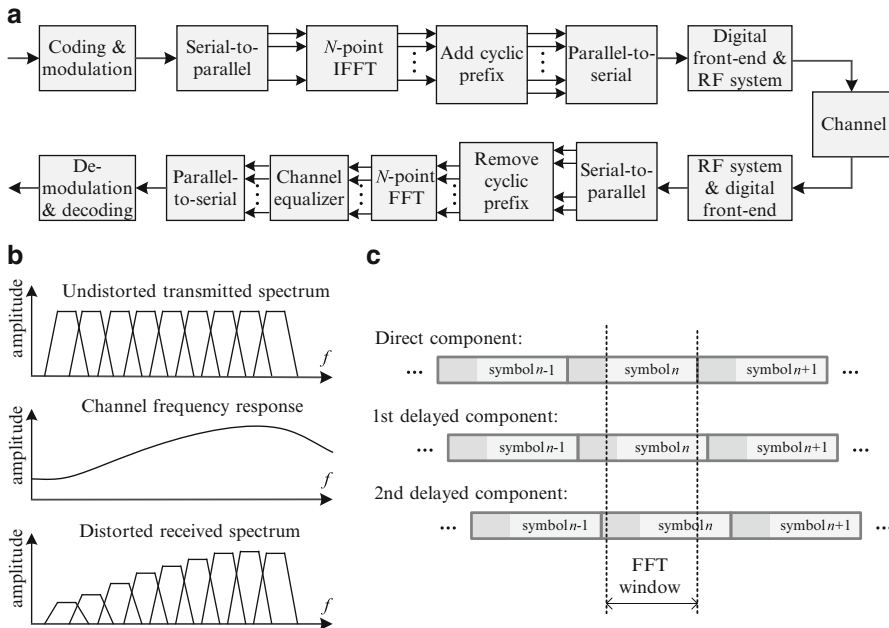 a
Coding &
modulation
Serial-to-
parallel
N-point
IFFT
Add cyclic
prefix
Parallel-to-
serial
Digital
front-end &
RF system
Channel
De-
modulation
& decoding
Parallel-
to-serial
Channel
equalizer
N-point
FFT
Remove
cyclic
prefix
Serial-to-
parallel
RF system
& digital
front-end
b
amplitude
Undistorted transmitted spectrum
f
Channel frequency response
amplitude
f
Distorted received spectrum
amplitude
f
c
Direct component:
... symbol n-1 symbol n symbol n+1 ...
1st delayed component:
... symbol n-1 symbol n symbol n+1 ...
2nd delayed component:
... symbol n-1 symbol n symbol n+1 ...
FFT
window